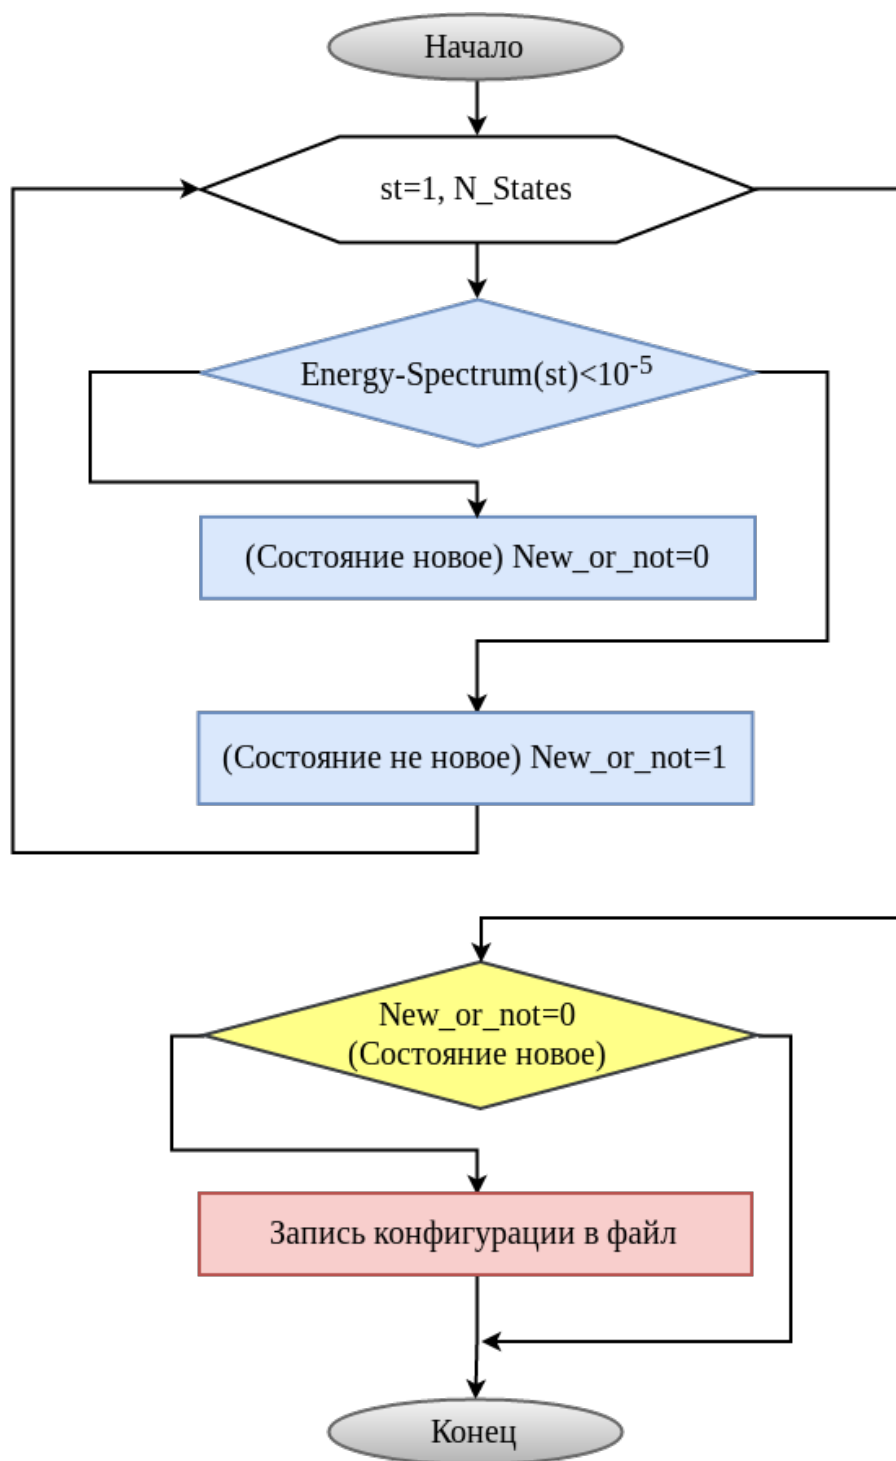 Начало
st=1, N_States
Energy-Spectrum(st)<10⁻⁵
(Состояние новое) New_or_not=0
(Состояние не новое) New_or_not=1
New_or_not=0
(Состояние новое)
Запись конфигурации в файл
Конец